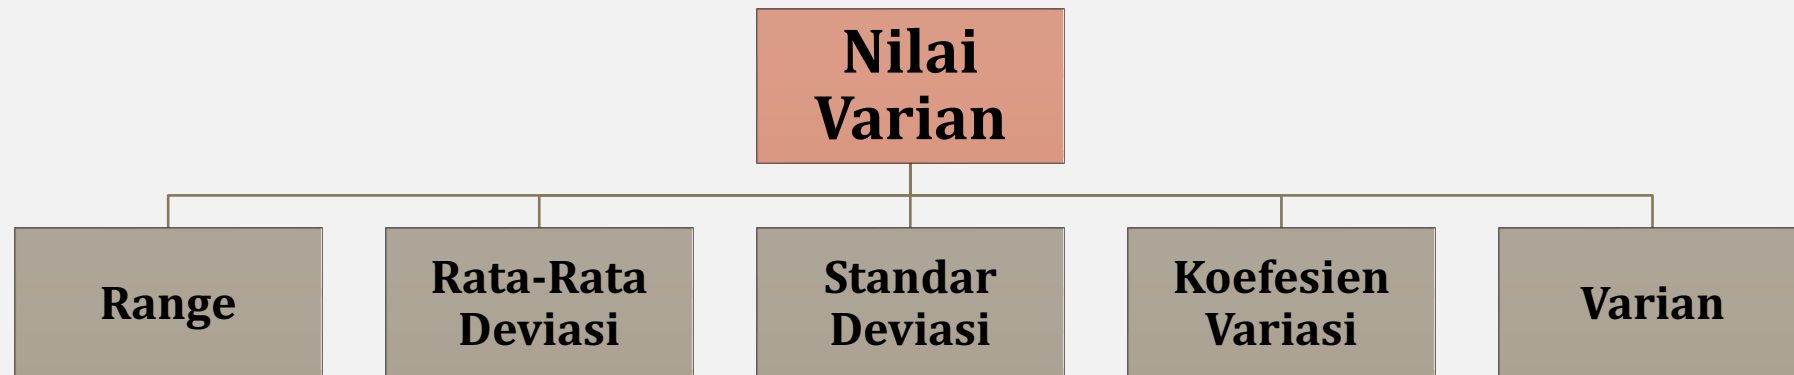 Nilai
Varian
Range
Rata-Rata
Deviasi
Standar
Deviasi
Koefesien
Variasi
Varian